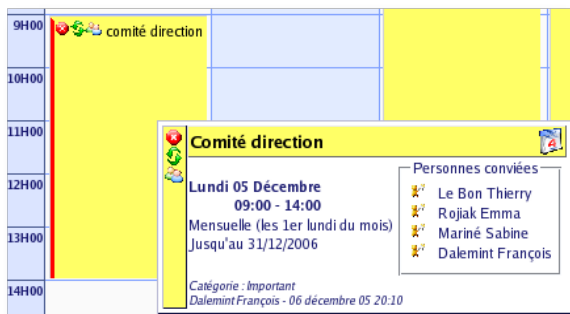 9H00
comité direction
10H00
11H00
Comité direction
Personnes conviées
12H00
Lundi 05 Décembre
Le Bon Thierry
09:00 - 14:00
Rojiak Emma
Mensuelle (les 1er lundi du mois)
Mariné Sabine
13H00
Jusqu'au 31/12/2006
Dalemint François
14H00
Catégorie : Important
Dalemint François - 06 décembre 05 20:10